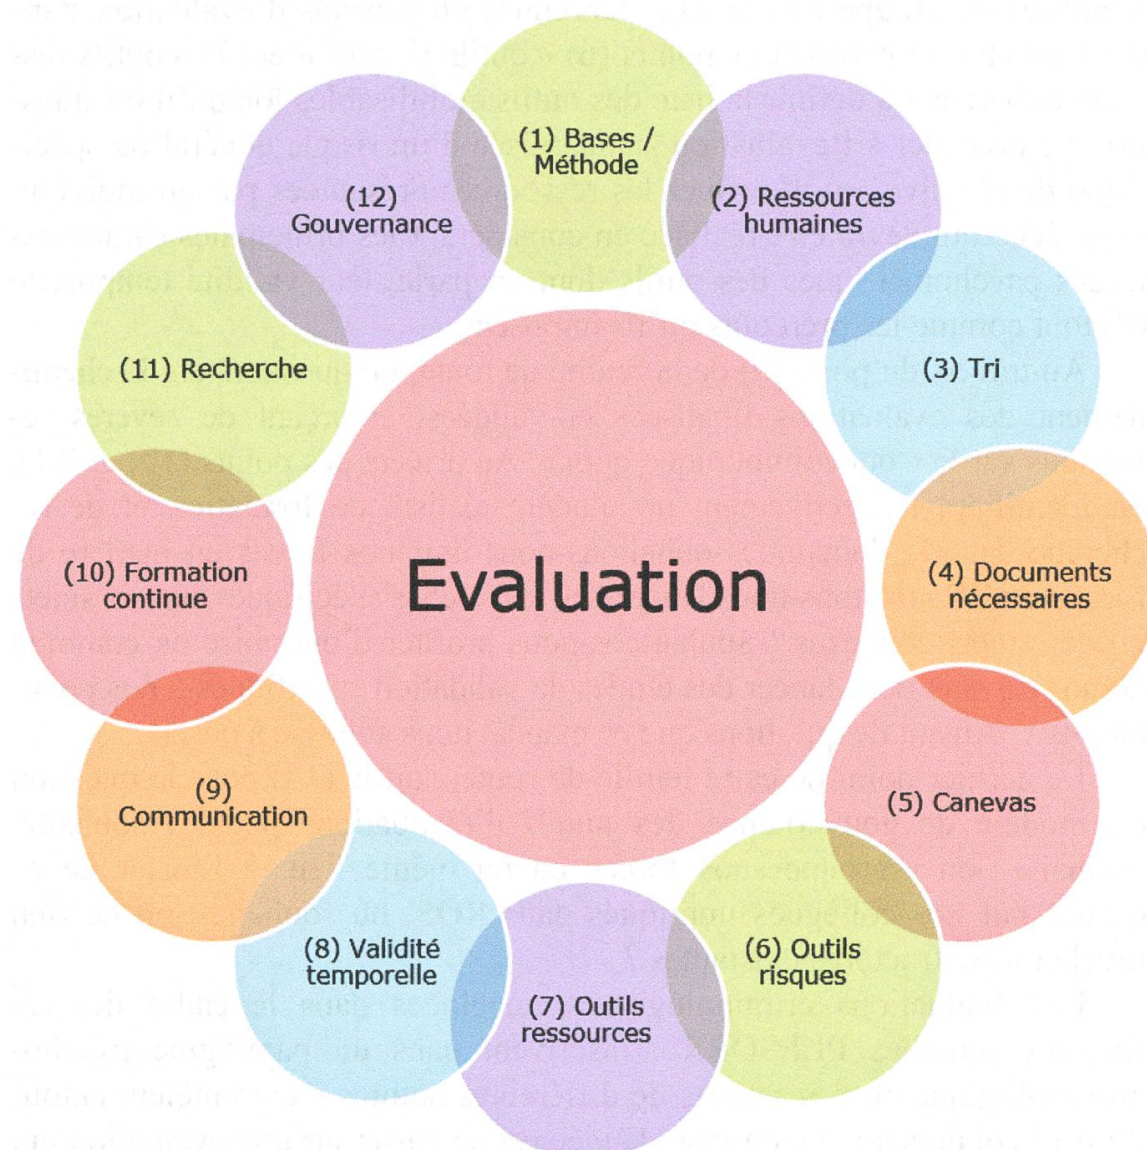 (1) Bases /
Méthode
(2) Ressources
humaines
(3) Tri
(4) Documents
nécessaires
(5) Canevas
(6) Outils
risques
(7) Outils
ressources
(8) Validité
temporelle
(9)
Communication
(10) Formation
continue
(11) Recherche
(12)
Gouvernance
Evaluation